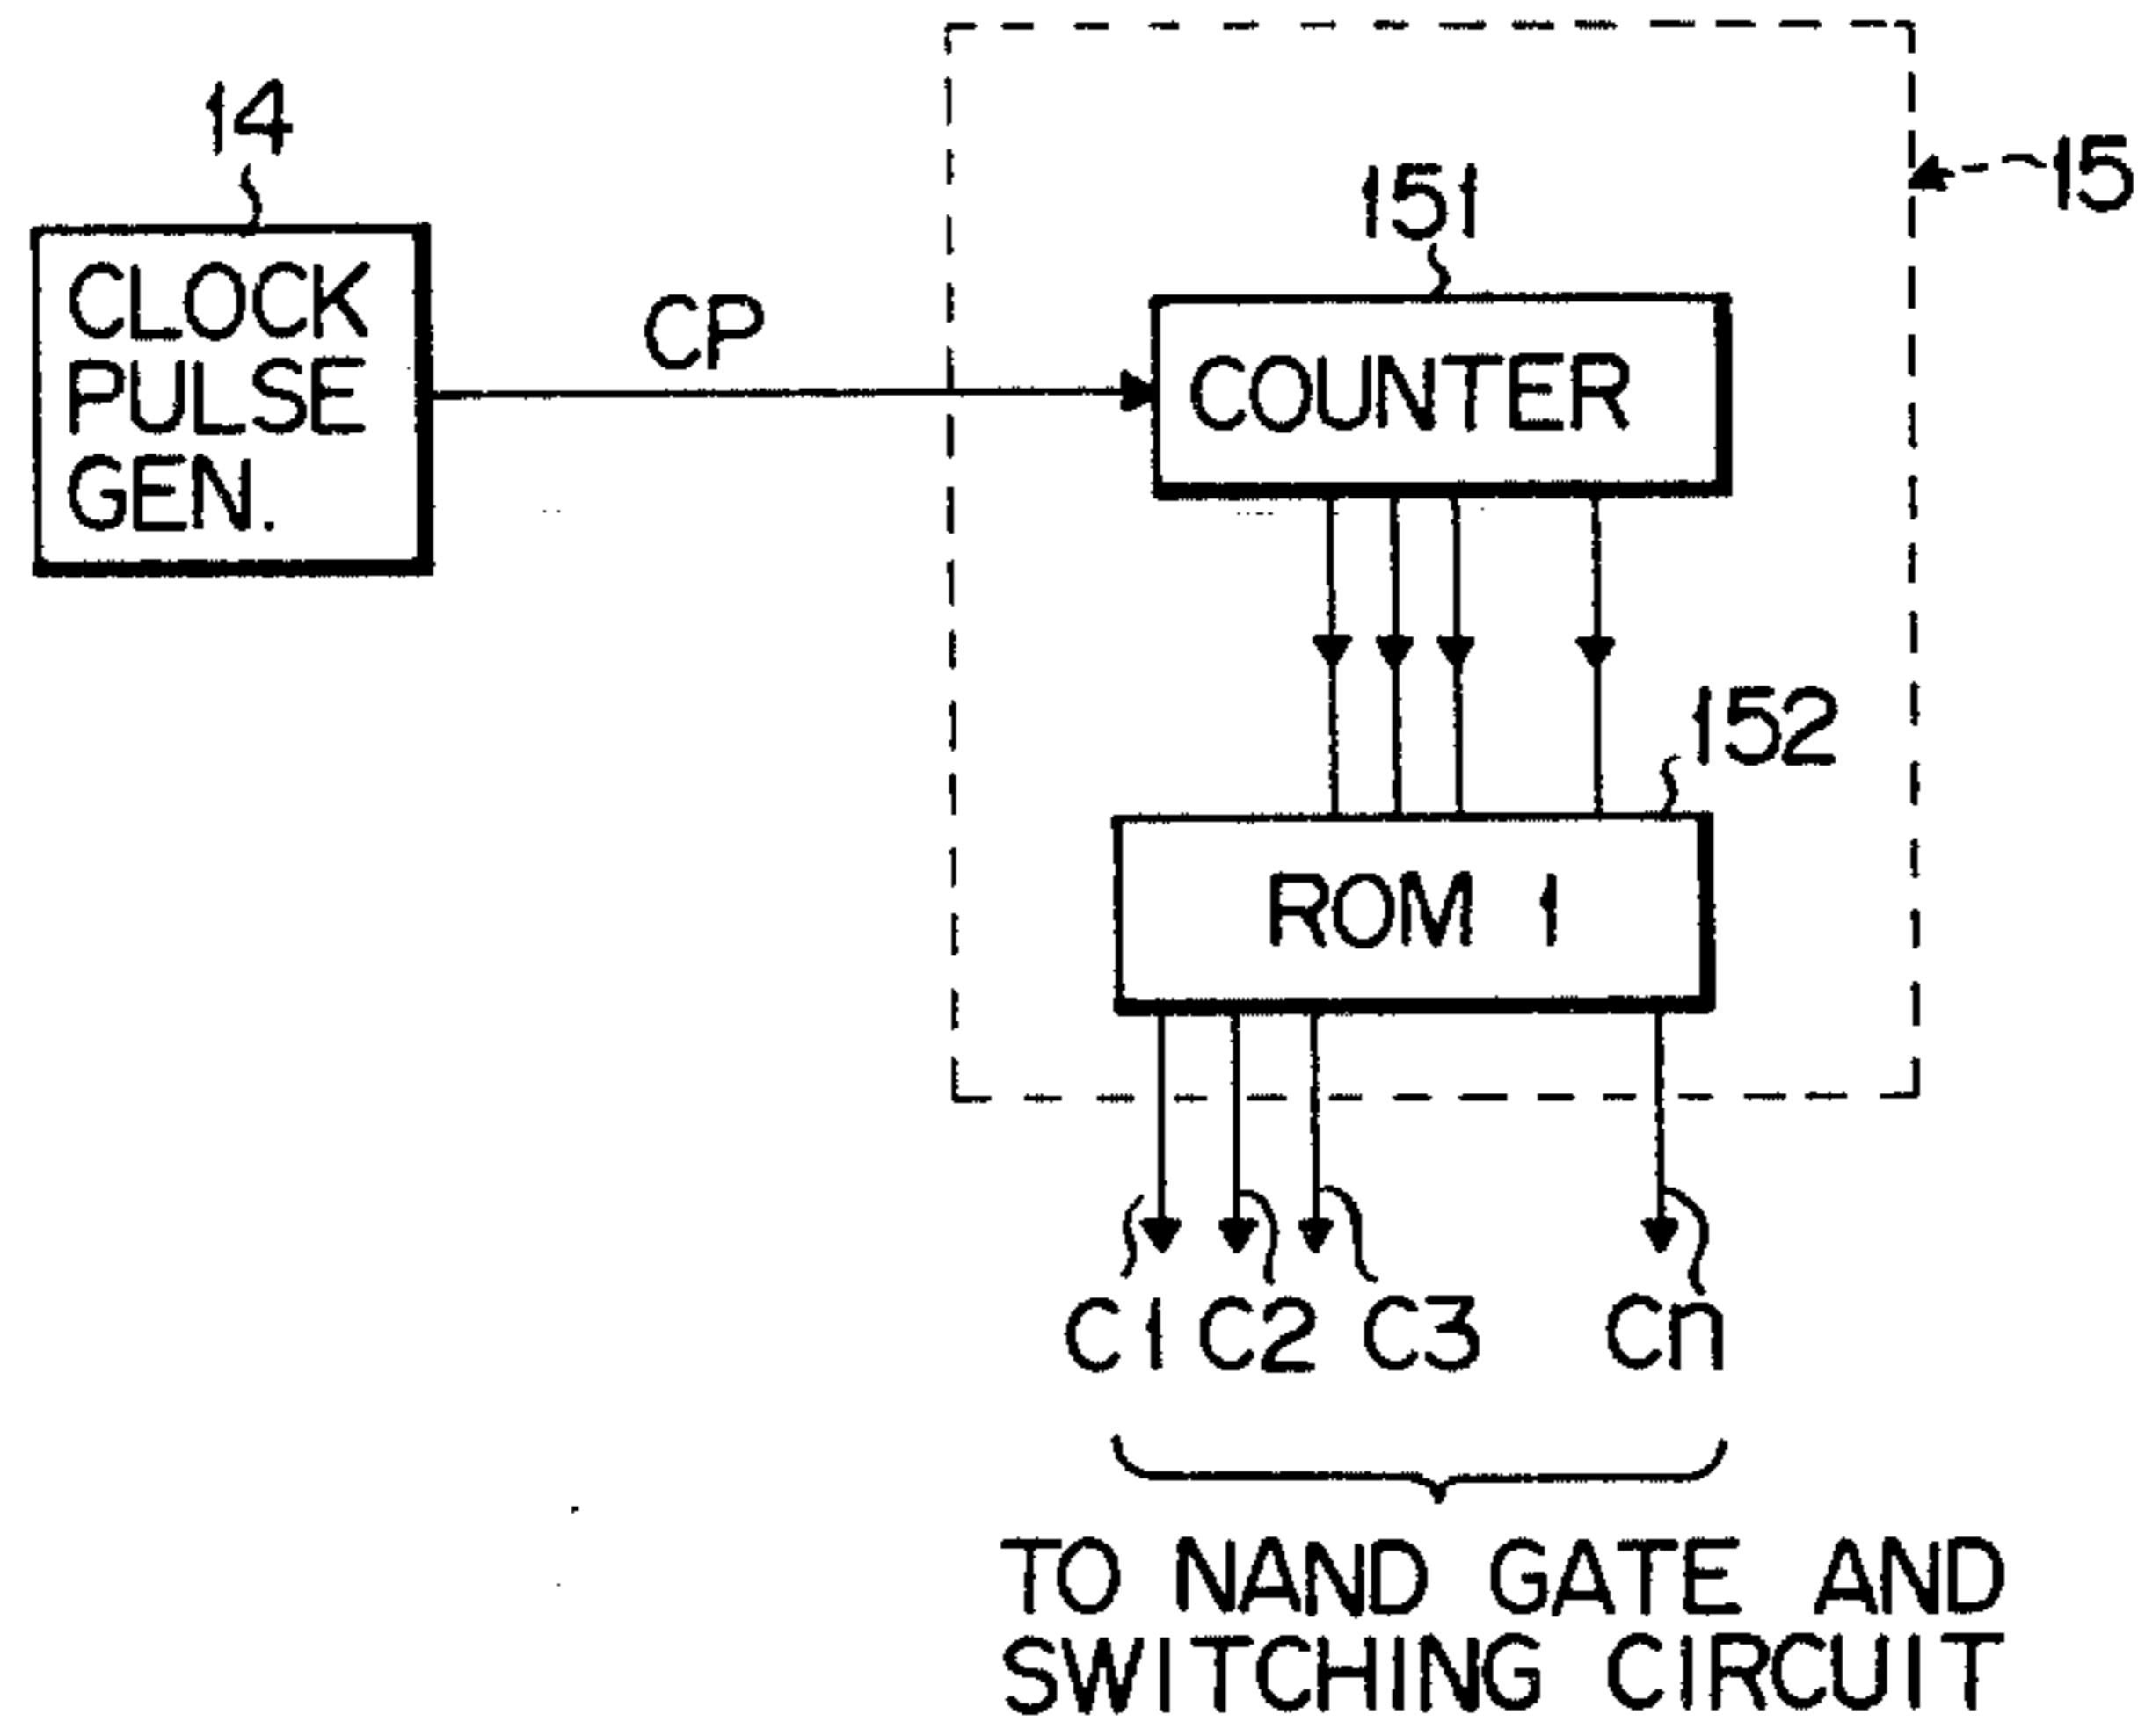 14
15
151
CLOCK
PULSE
GEN.
CP
COUNTER
152
ROM 1
C1 C2 C3 Cn
TO NAND GATE AND
SWITCHING CIRCUIT